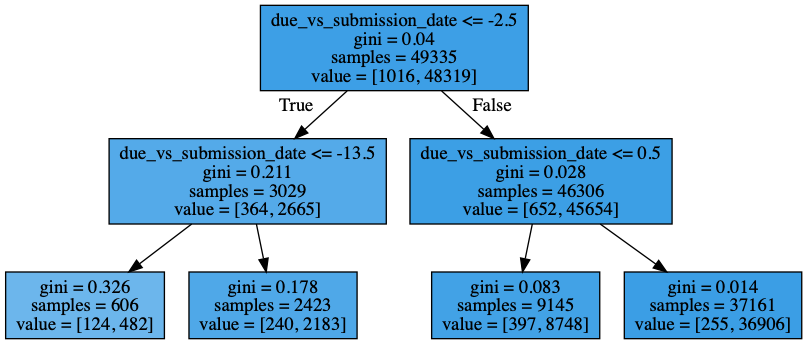 due_vs_submission_date <= -2.5
gini = 0.04
samples = 49335
value = [1016, 48319]
True
False
due_vs_submission_date <= -13.5
gini = 0.211
samples = 3029
value = [364, 2665]
due_vs_submission_date <= 0.5
gini = 0.028
samples = 46306
value = [652, 45654]
gini = 0.326
samples = 606
value = [124, 482]
gini = 0.178
samples = 2423
value = [240, 2183]
gini = 0.083
samples = 9145
value = [397, 8748]
gini = 0.014
samples = 37161
value = [255, 36906]